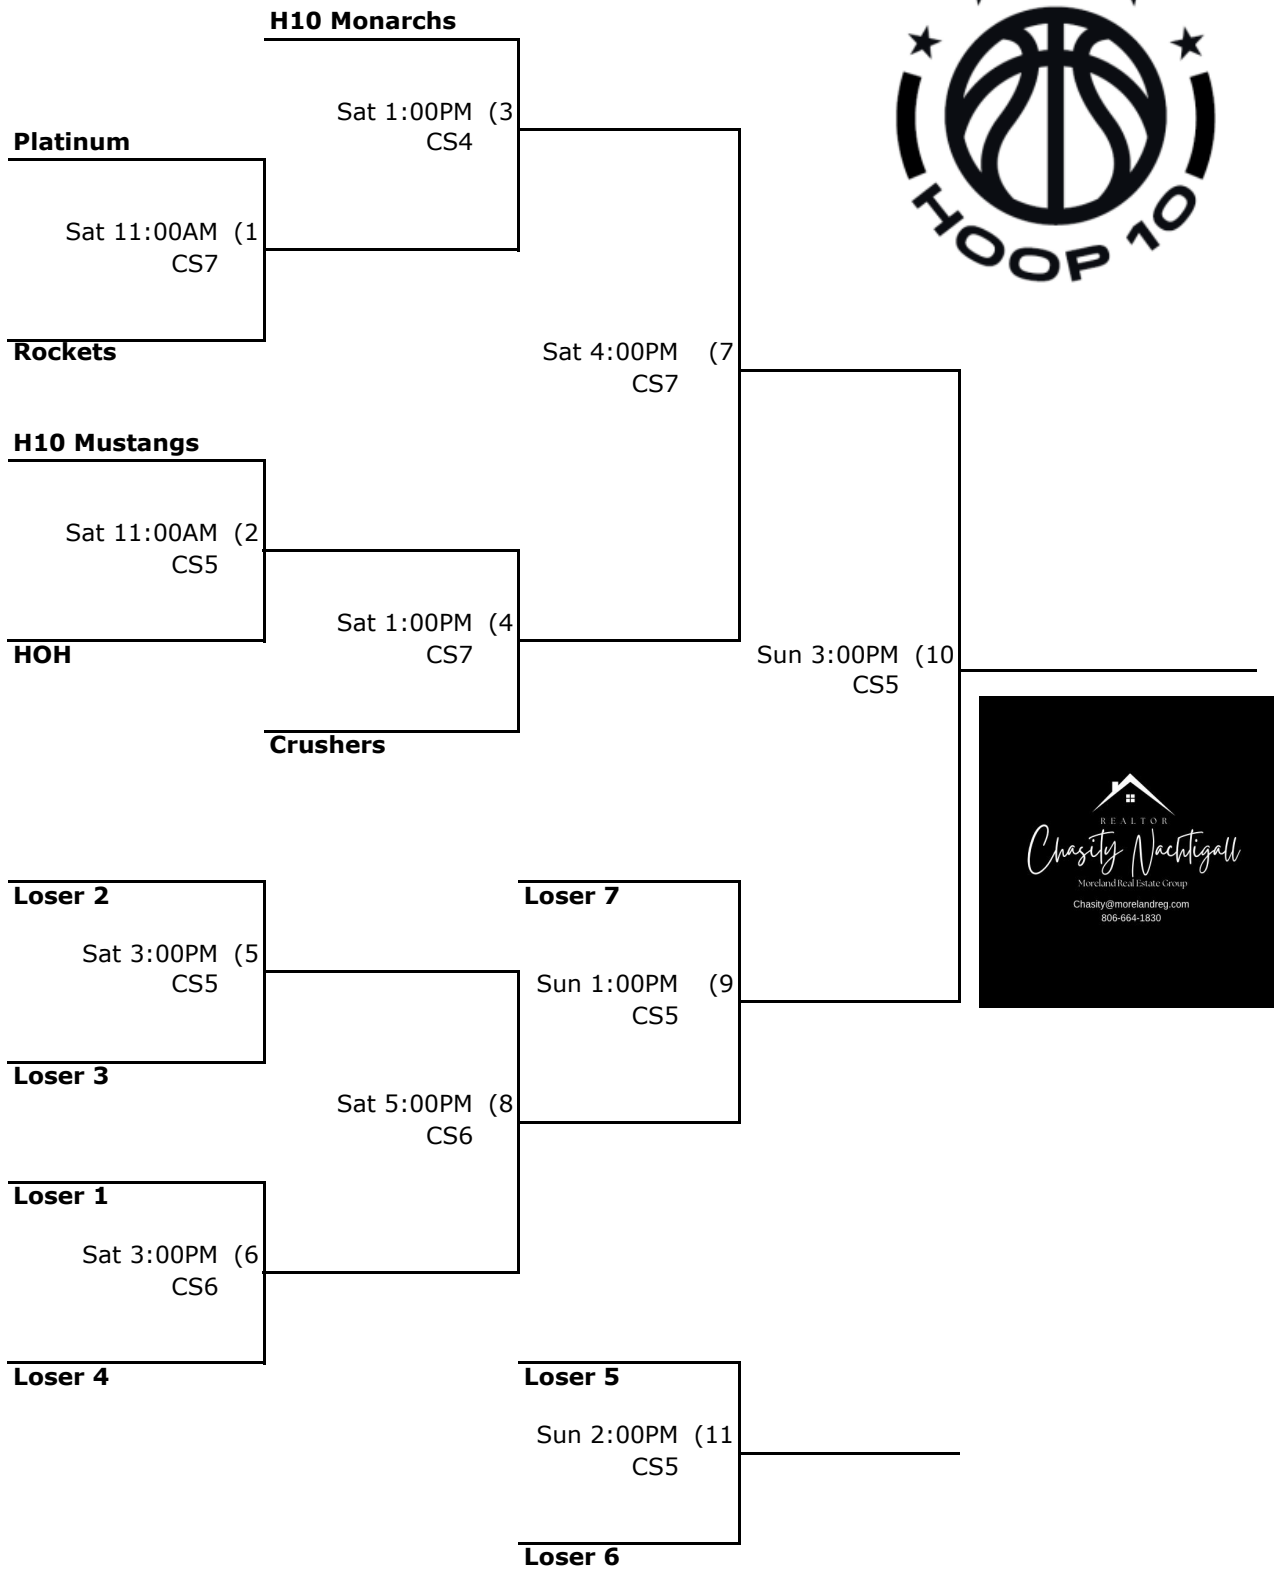 H10 Monarchs
Sat 1:00PM (3
CS4
Platinum
Sat 11:00AM (1
CS7
Rockets
Sat 4:00PM (7
CS7
H10 Mustangs
Sat 11:00AM (2
CS5
HOH
Sat 1:00PM (4
CS7
Crushers
Sun 3:00PM (10
CS5
HOOP 10
REALTOR
Chasity Nachtigall
Moreland Real Estate Group
Chasity@morelandreg.com
806-664-1830
Loser 2
Sat 3:00PM (5
CS5
Loser 3
Loser 7
Sun 1:00PM (9
CS5
Sat 5:00PM (8
CS6
Loser 1
Sat 3:00PM (6
CS6
Loser 4
Loser 5
Sun 2:00PM (11
CS5
Loser 6